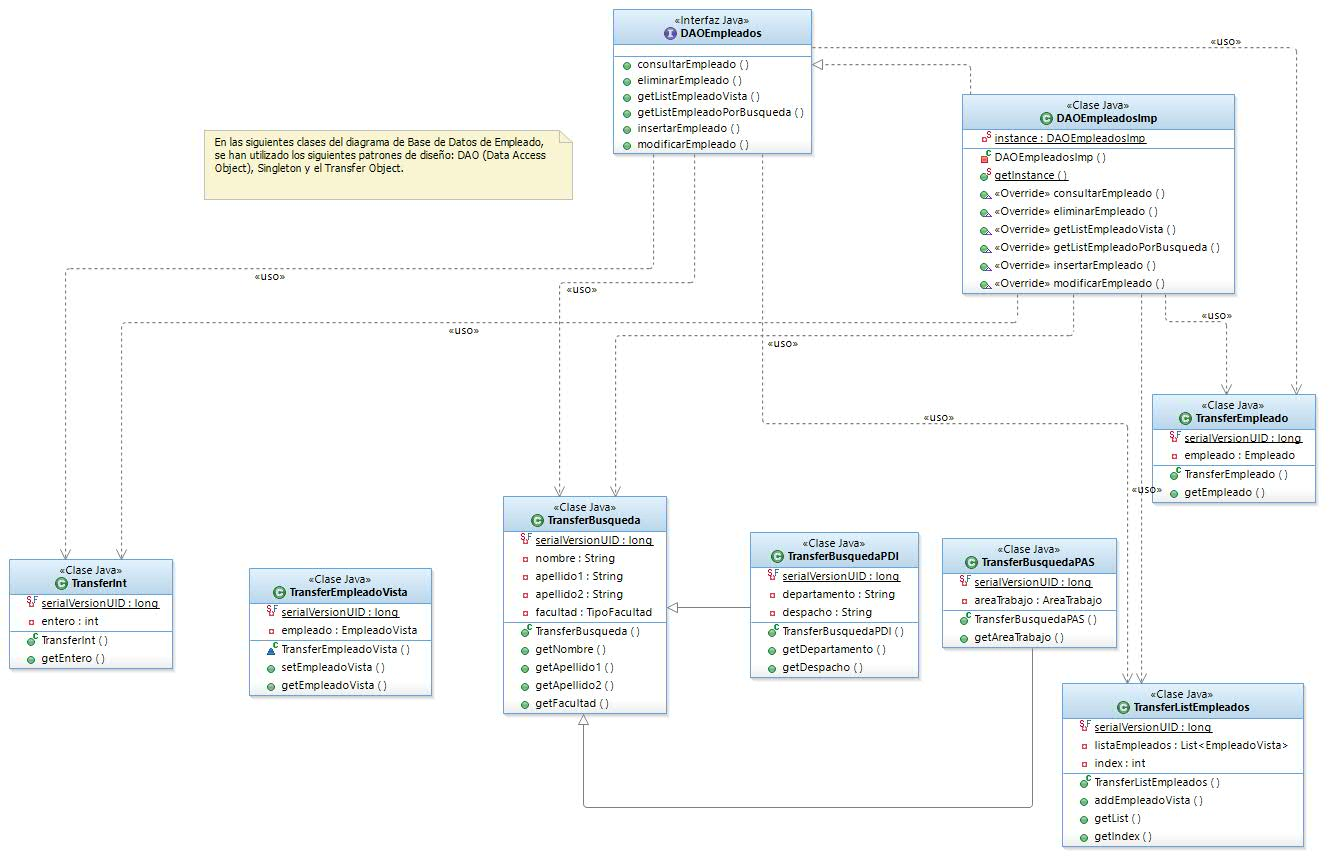 «Interfaz Java»
DAOEmpleados
consultarEmpleado ( )
eliminarEmpleado ( )
getListEmpleadoVista ( )
getListEmpleadoPorBusqueda ( )
insertarEmpleado ( )
modificarEmpleado ( )
«uso»
En las siguientes clases del diagrama de Base de Datos de Empleado,
se han utilizado los siguientes patrones de diseño: DAO (Data Access
Object), Singleton y el Transfer Object.
«Clase Java»
DAOEmpleadosImp
instance : DAOEmpleadosImp
DAOEmpleadosImp ( )
getInstance ( )
«Override» consultarEmpleado ( )
«Override» eliminarEmpleado ( )
«Override» getListEmpleadoVista ( )
«Override» getListEmpleadoPorBusqueda ( )
«Override» insertarEmpleado ( )
«Override» modificarEmpleado ( )
«uso»
«uso»
«uso»
«uso»
«uso»
«uso»
«uso»
«Clase Java»
TransferEmpleado
serialVersionUID : long
empleado : Empleado
TransferEmpleado ( )
getEmpleado ( )
«Clase Java»
TransferInt
serialVersionUID : long
entero : int
TransferInt ( )
getEntero ( )
«Clase Java»
TransferEmpleadoVista
serialVersionUID : long
empleado : EmpleadoVista
TransferEmpleadoVista ( )
setEmpleadoVista ( )
getEmpleadoVista ( )
«Clase Java»
TransferBusqueda
serialVersionUID : long
nombre : String
apellido1 : String
apellido2 : String
facultad : TipoFacultad
TransferBusqueda ( )
getNombre ( )
getApellido1 ( )
getApellido2 ( )
getFacultad ( )
«Clase Java»
TransferBusquedaPDI
serialVersionUID : long
departamento : String
despacho : String
TransferBusquedaPDI ( )
getDepartamento ( )
getDespacho ( )
«Clase Java»
TransferBusquedaPAS
serialVersionUID : long
areaTrabajo : AreaTrabajo
TransferBusquedaPAS ( )
getAreaTrabajo ( )
«Clase Java»
TransferListEmpleados
serialVersionUID : long
listaEmpleados : List<EmpleadoVista>
index : int
TransferListEmpleados ( )
addEmpleadoVista ( )
getList ( )
getIndex ( )